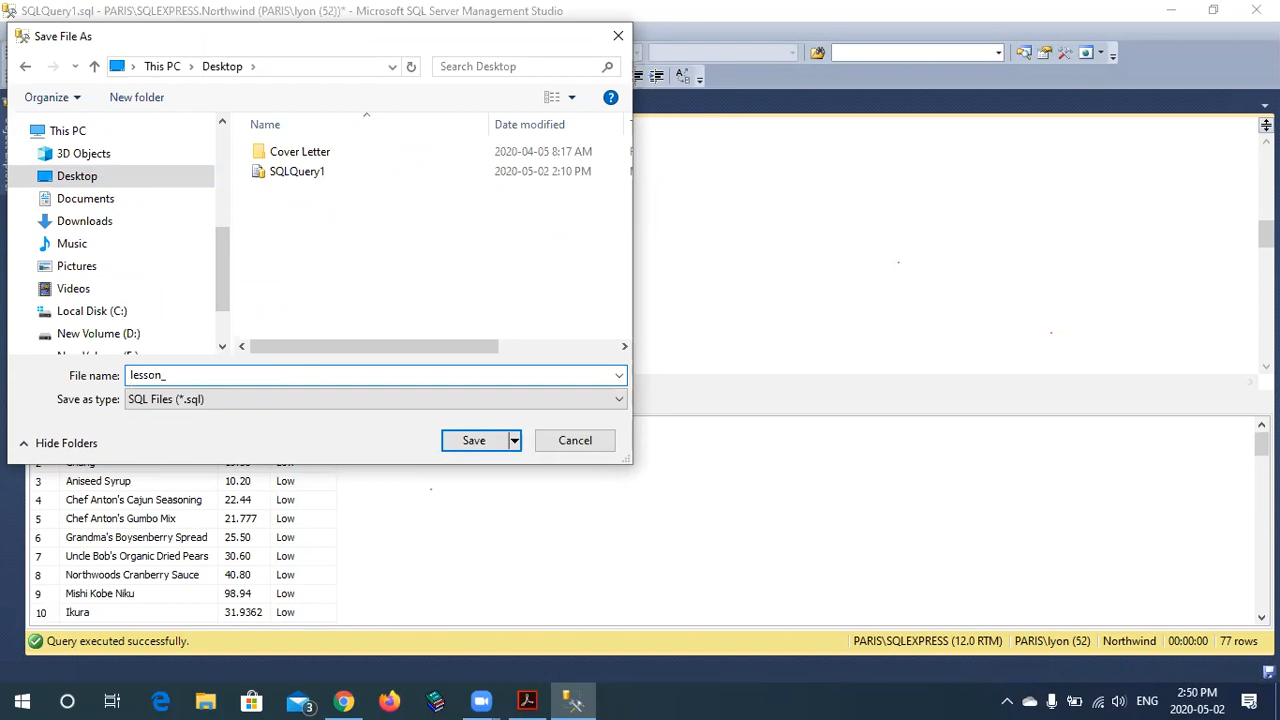 SQLQuery1.sql - PARIS\SQLEXPRESS.Northwind (PARIS\lyon (52))* - Microsoft SQL Server Management Studio
Save File As
This PC
Desktop
Search Desktop
Organize
New folder
This PC
3D Objects
Desktop
Documents
Downloads
Music
Pictures
Videos
Local Disk (C:)
New Volume (D:)
Name
Date modified
Cover Letter 2020-04-05 8:17 AM
SQLQuery1 2020-05-02 2:10 PM
File name: lesson_
Save as type: SQL Files (*.sql)
Hide Folders
Save
Cancel
3 Aniseed Syrup 10.20 Low
4 Chef Anton's Cajun Seasoning 22.44 Low
5 Chef Anton's Gumbo Mix 21.777 Low
6 Grandma's Boysenberry Spread 25.50 Low
7 Uncle Bob's Organic Dried Pears 30.60 Low
8 Northwoods Cranberry Sauce 40.80 Low
9 Mishi Kobe Niku 98.94 Low
10 Ikura 31.9362 Low
Query executed successfully.
PARIS\SQLEXPRESS (12.0 RTM) PARIS\lyon (52) Northwind 00:00:00 77 rows
3
ENG
2:50 PM
2020-05-02